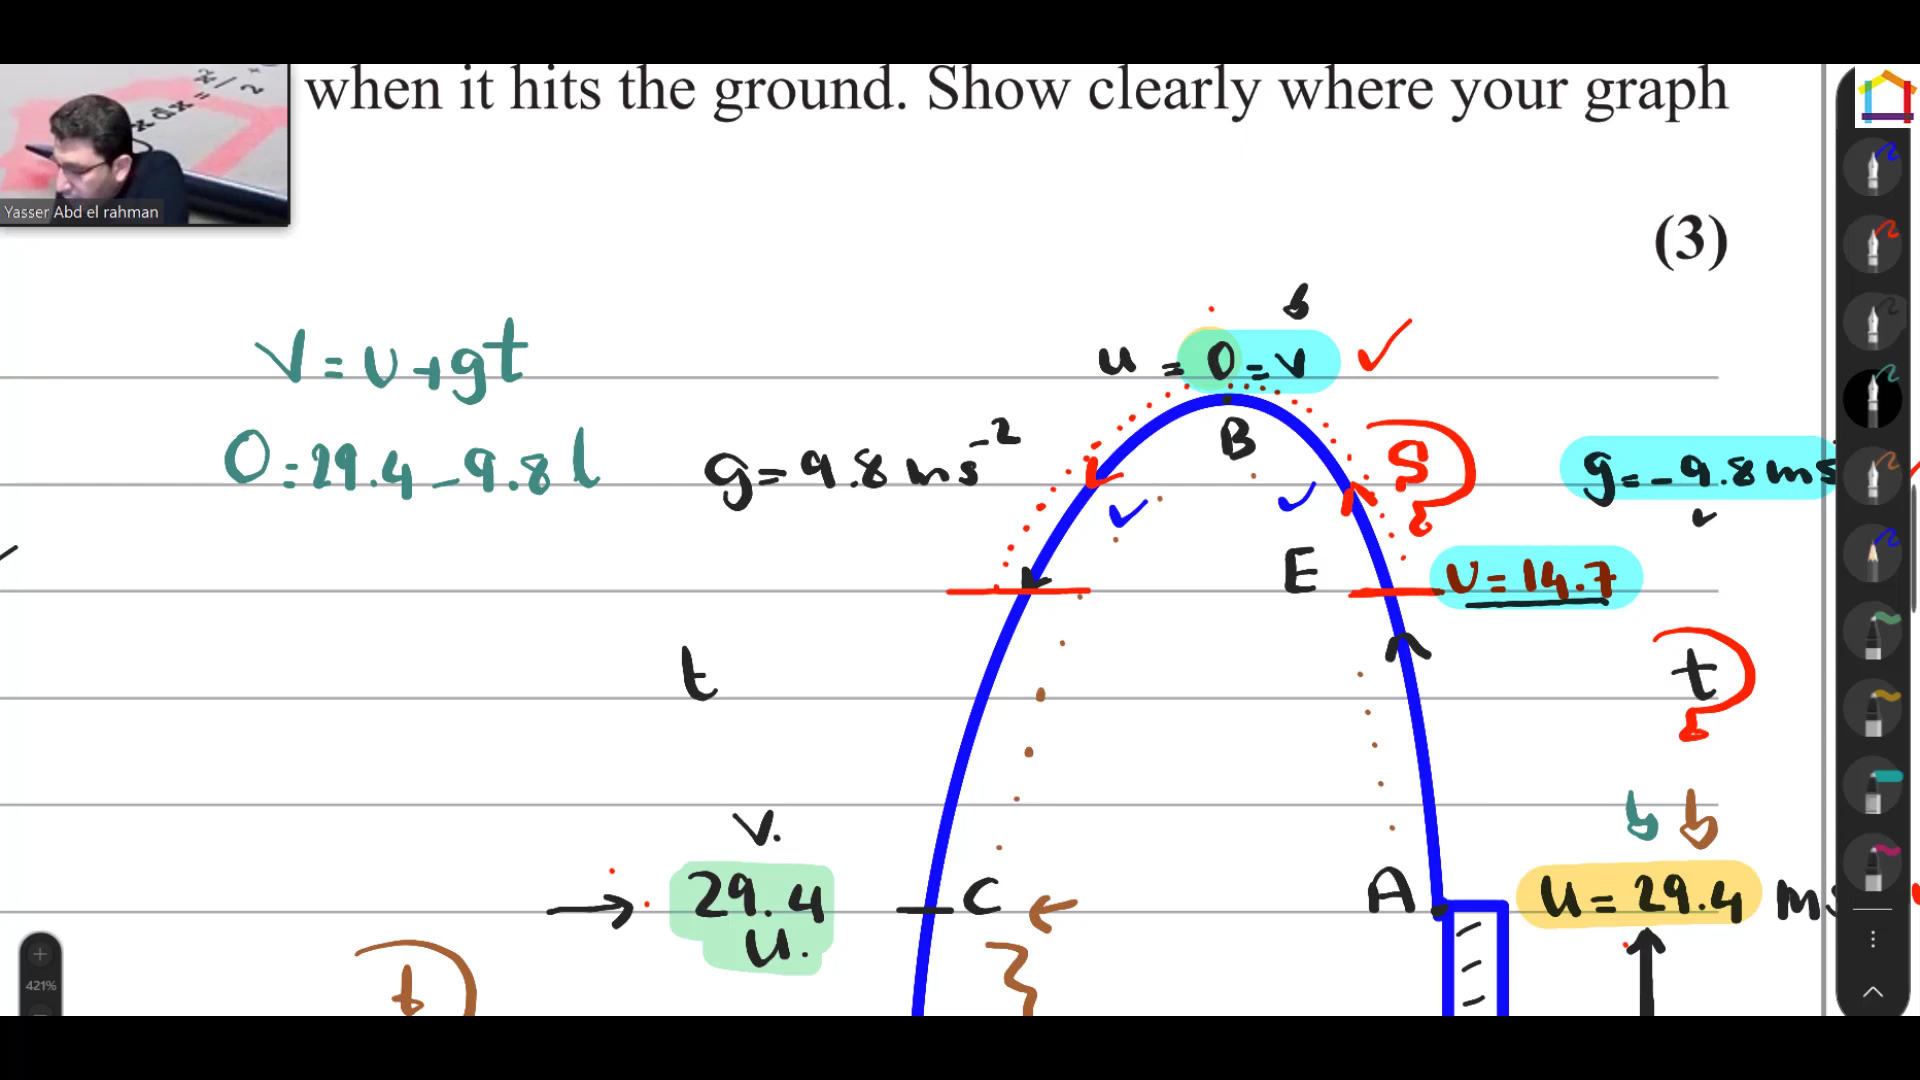 when it hits the ground. Show clearly where your graph
Yasser Abd el rahman
(3)
V = U + gt
u = 0 = v
0 = 29.4 - 9.8 t
g = 9.8 ms⁻²
B
S
g = - 9.8 ms
E
U = 14.7
t
t
V.
29.4
U.
C
A
u = 29.4 ms
t
421%